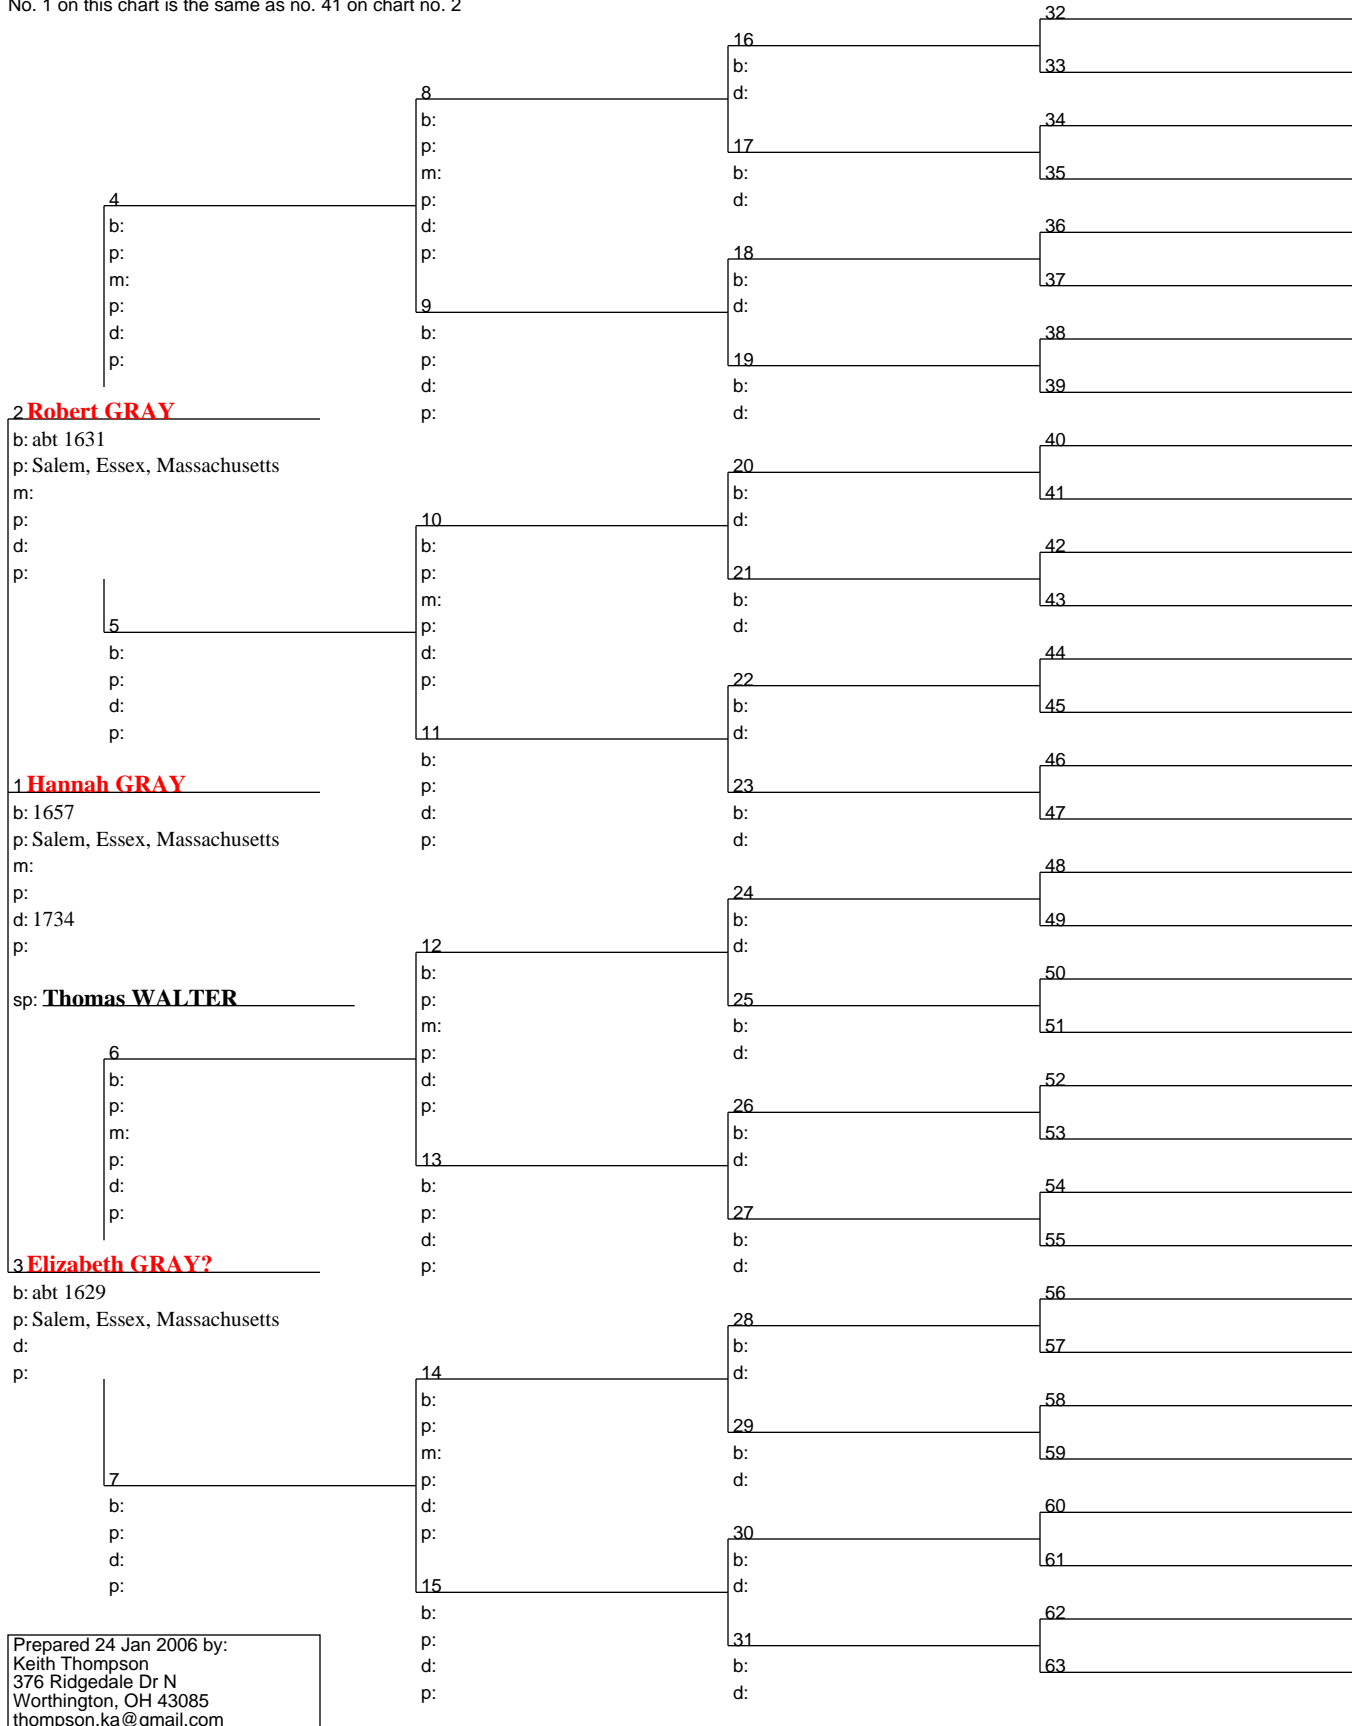 No. 1 on this chart is the same as no. 41 on chart no. 2
4
b:
p:
m:
p:
d:
p:
2 Robert GRAY
b: abt 1631
p: Salem, Essex, Massachusetts
m:
p:
d:
p:
5
b:
p:
d:
p:
1 Hannah GRAY
b: 1657
p: Salem, Essex, Massachusetts
m:
p:
d: 1734
p:
sp: Thomas WALTER
6
b:
p:
m:
p:
d:
p:
3 Elizabeth GRAY?
b: abt 1629
p: Salem, Essex, Massachusetts
d:
p:
7
b:
p:
d:
p:
Prepared 24 Jan 2006 by:
Keith Thompson
376 Ridgedale Dr N
Worthington, OH 43085
thompson.ka@gmail.com
8
b:
p:
m:
p:
d:
p:
9
b:
p:
d:
p:
10
b:
p:
m:
p:
d:
p:
11
b:
p:
d:
p:
12
b:
p:
m:
p:
d:
p:
13
b:
p:
d:
p:
14
b:
p:
m:
p:
d:
p:
15
b:
p:
d:
p:
16
b:
d:
17
b:
d:
18
b:
d:
19
b:
d:
20
b:
d:
21
b:
d:
22
b:
d:
23
b:
d:
24
b:
d:
25
b:
d:
26
b:
d:
27
b:
d:
28
b:
d:
29
b:
d:
30
b:
d:
31
b:
d:
32
33
34
35
36
37
38
39
40
41
42
43
44
45
46
47
48
49
50
51
52
53
54
55
56
57
58
59
60
61
62
63